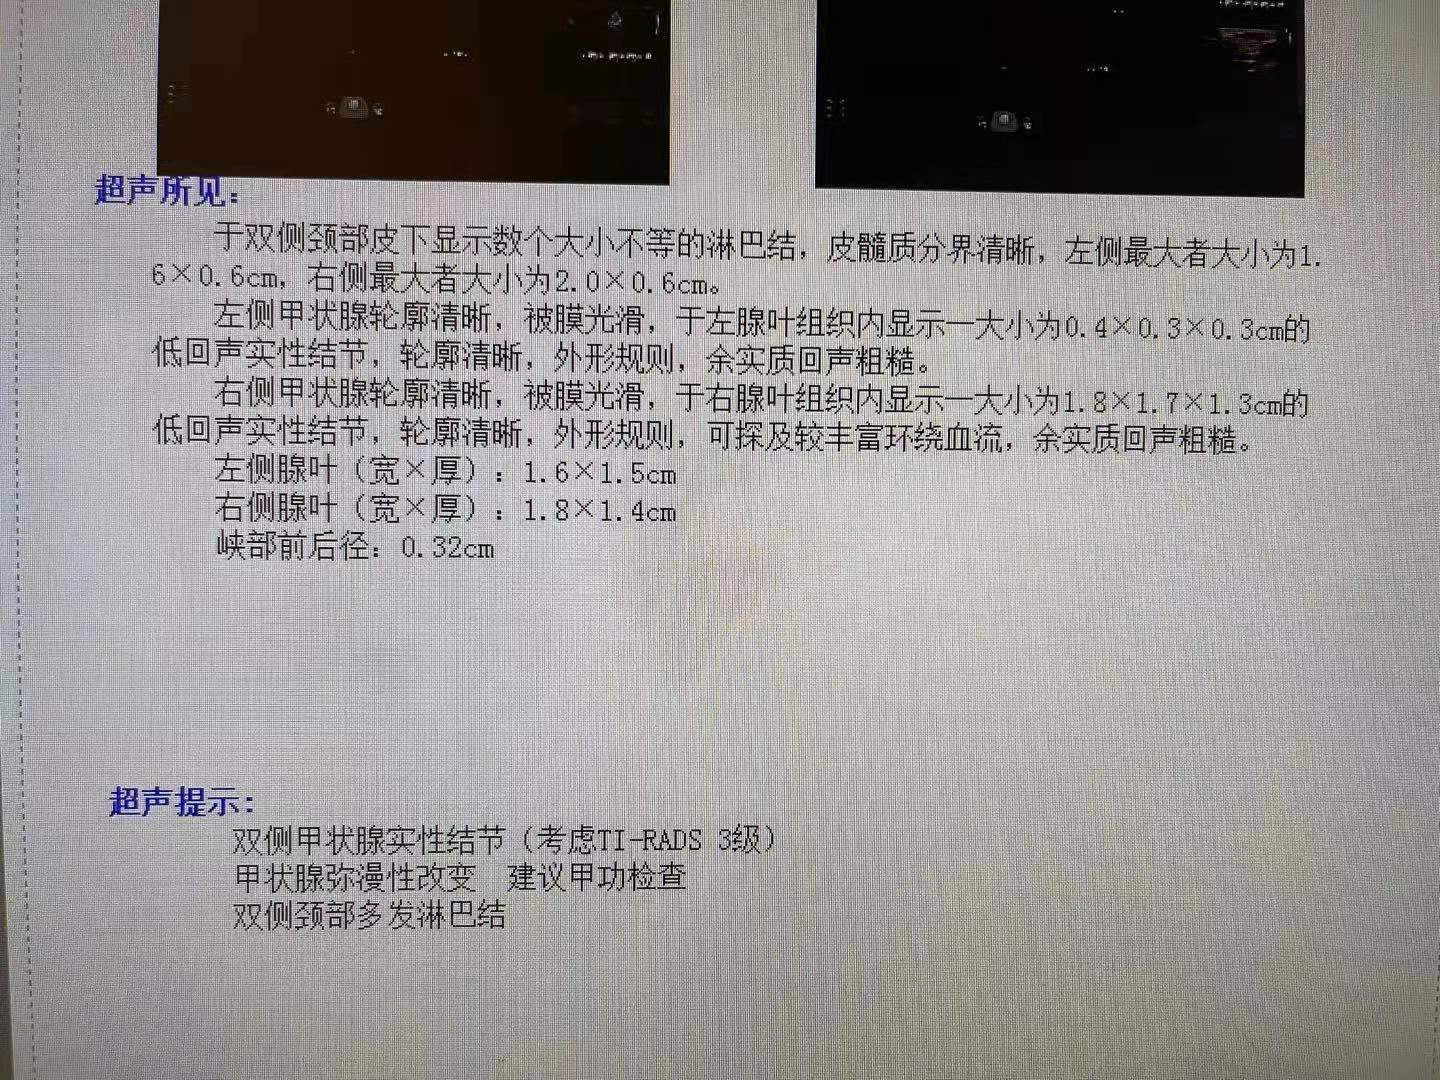 超声所见：
于双侧颈部皮下显示数个大小不等的淋巴结，皮髓质分界清晰，左侧最大者大小为1.
6×0.6cm，右侧最大者大小为2.0×0.6cm。
左侧甲状腺轮廓清晰，被膜光滑，于左腺叶组织内显示一大小为0.4×0.3×0.3cm的
低回声实性结节，轮廓清晰，外形规则，余实质回声粗糙。
右侧甲状腺轮廓清晰，被膜光滑，于右腺叶组织内显示一大小为1.8×1.7×1.3cm的
低回声实性结节，轮廓清晰，外形规则，可探及较丰富环绕血流，余实质回声粗糙。
左侧腺叶（宽×厚）：1.6×1.5cm
右侧腺叶（宽×厚）：1.8×1.4cm
峡部前后径：0.32cm
超声提示：
双侧甲状腺实性结节（考虑TI-RADS 3级）
甲状腺弥漫性改变　建议甲功检查
双侧颈部多发淋巴结